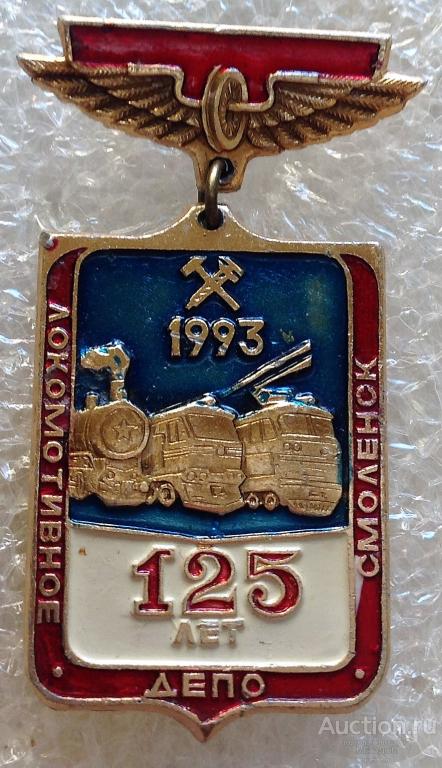 1993
ЛОКОМОТИВНОЕ
ДЕПО
СМОЛЕНСК
125
ЛЕТ
Auction.ru